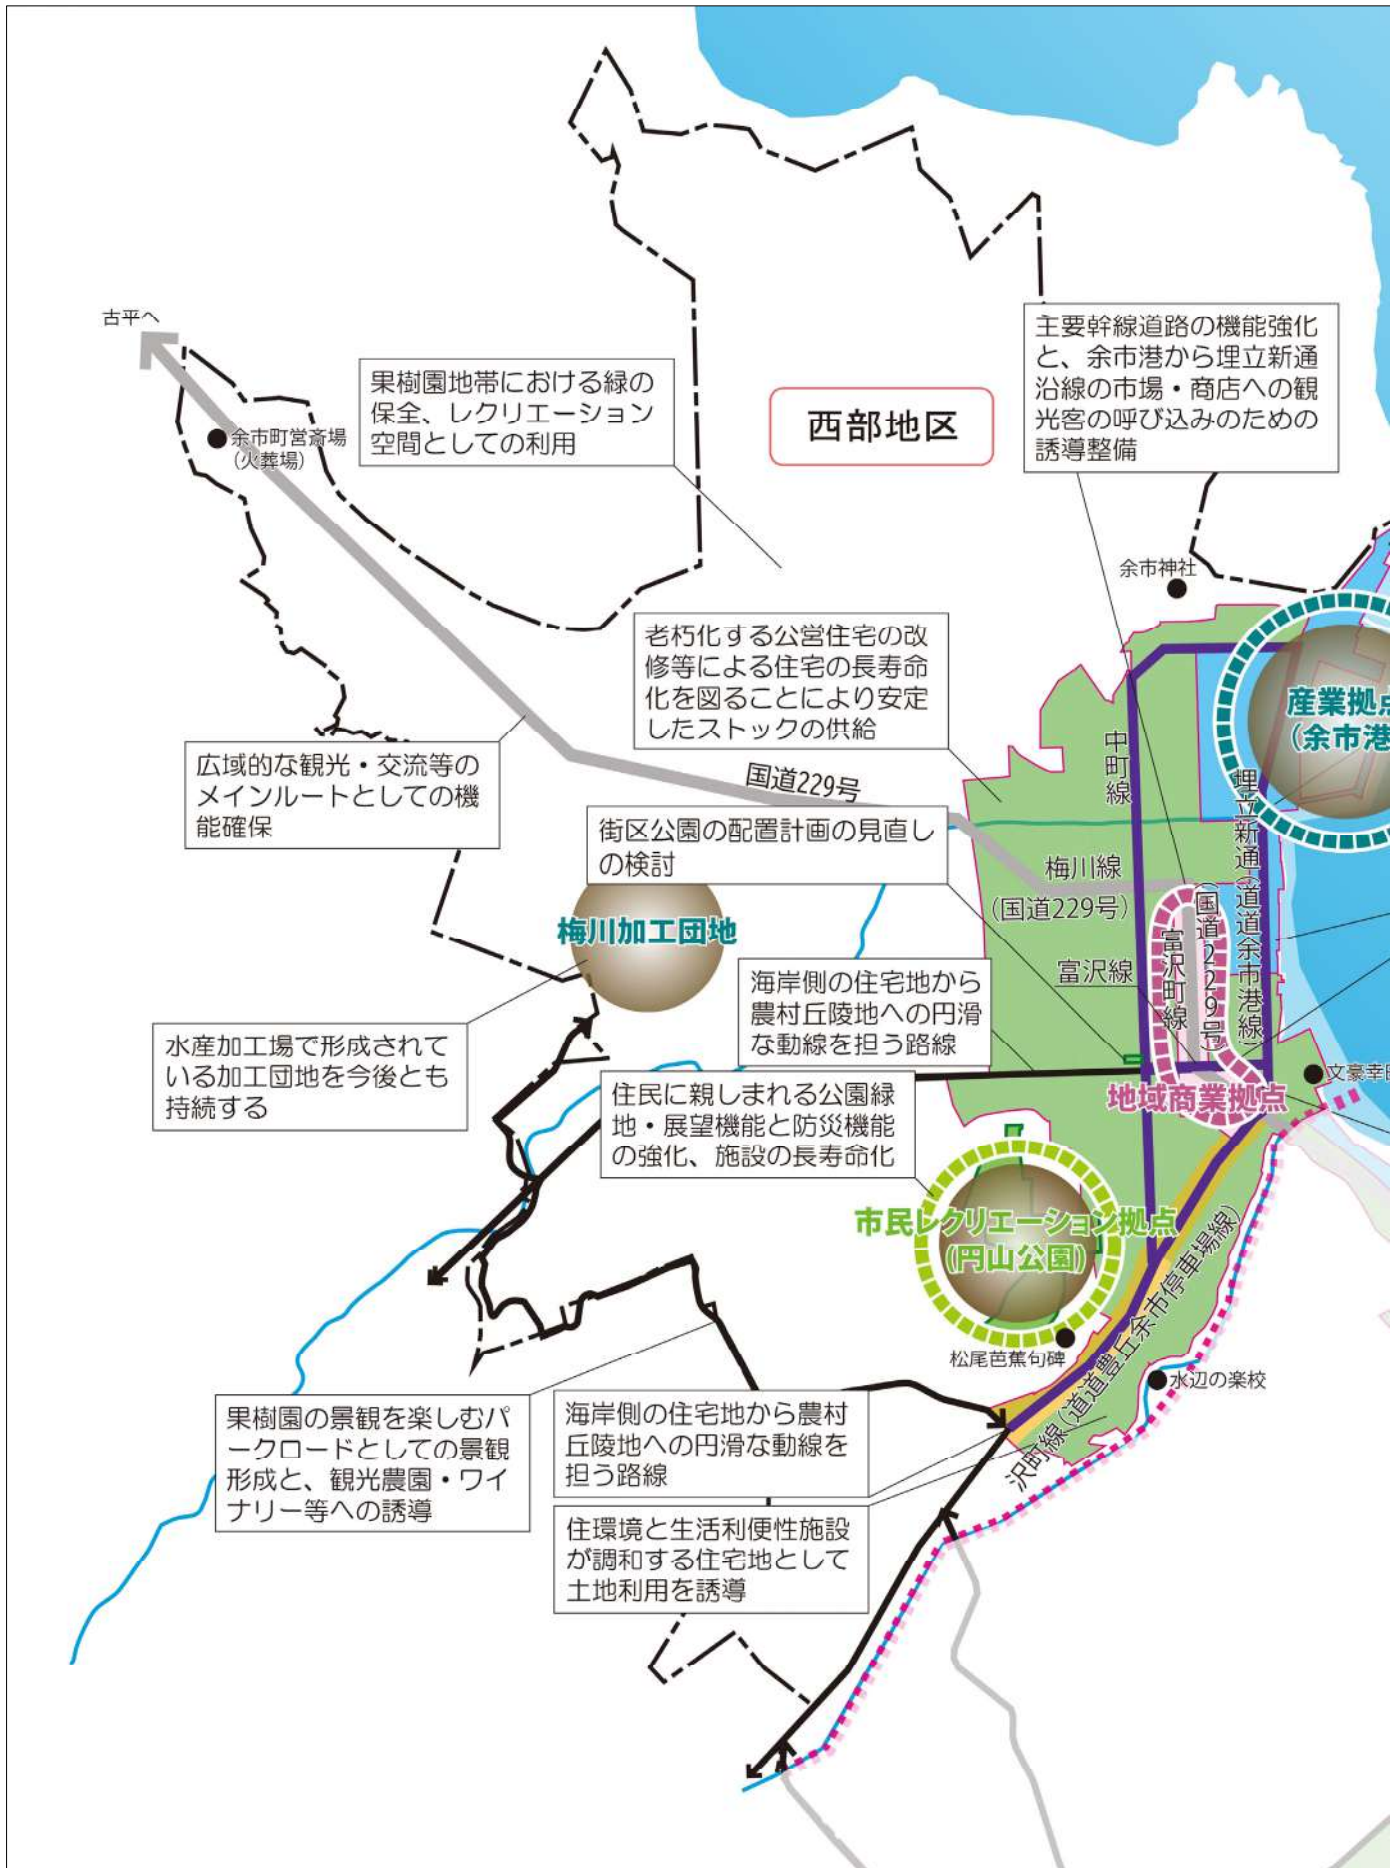 古平へ
余市町営斎場
(火葬場)
果樹園地帯における緑の
保全、レクリエーション
空間としての利用
西部地区
主要幹線道路の機能強化
と、余市港から埋立新通
沿線の市場・商店への観
光客の呼び込みのための
誘導整備
余市神社
老朽化する公営住宅の改
修等による住宅の長寿命
化を図ることにより安定
したストックの供給
産業拠点
(余市港
広域的な観光・交流等の
メインルートとしての機
能確保
国道229号
中町線
埋立新通(道道余市港線)
街区公園の配置計画の見直し
の検討
梅川線
(国道229号)
富沢町線
(国道229号)
梅川加工団地
富沢線
海岸側の住宅地から
農村丘陵地への円滑
な動線を担う路線
水産加工場で形成されて
いる加工団地を今後とも
持続する
文豪幸田
地域商業拠点
住民に親しまれる公園緑
地・展望機能と防災機能
の強化、施設の長寿命化
市民レクリエーション拠点
(円山公園)
松尾芭蕉句碑
水辺の楽校
沢町線(道道豊丘余市停車場線)
果樹園の景観を楽しむパ
ークロードとしての景観
形成と、観光農園・ワイ
ナリー等への誘導
海岸側の住宅地から農村
丘陵地への円滑な動線を
担う路線
住環境と生活利便性施設
が調和する住宅地として
土地利用を誘導